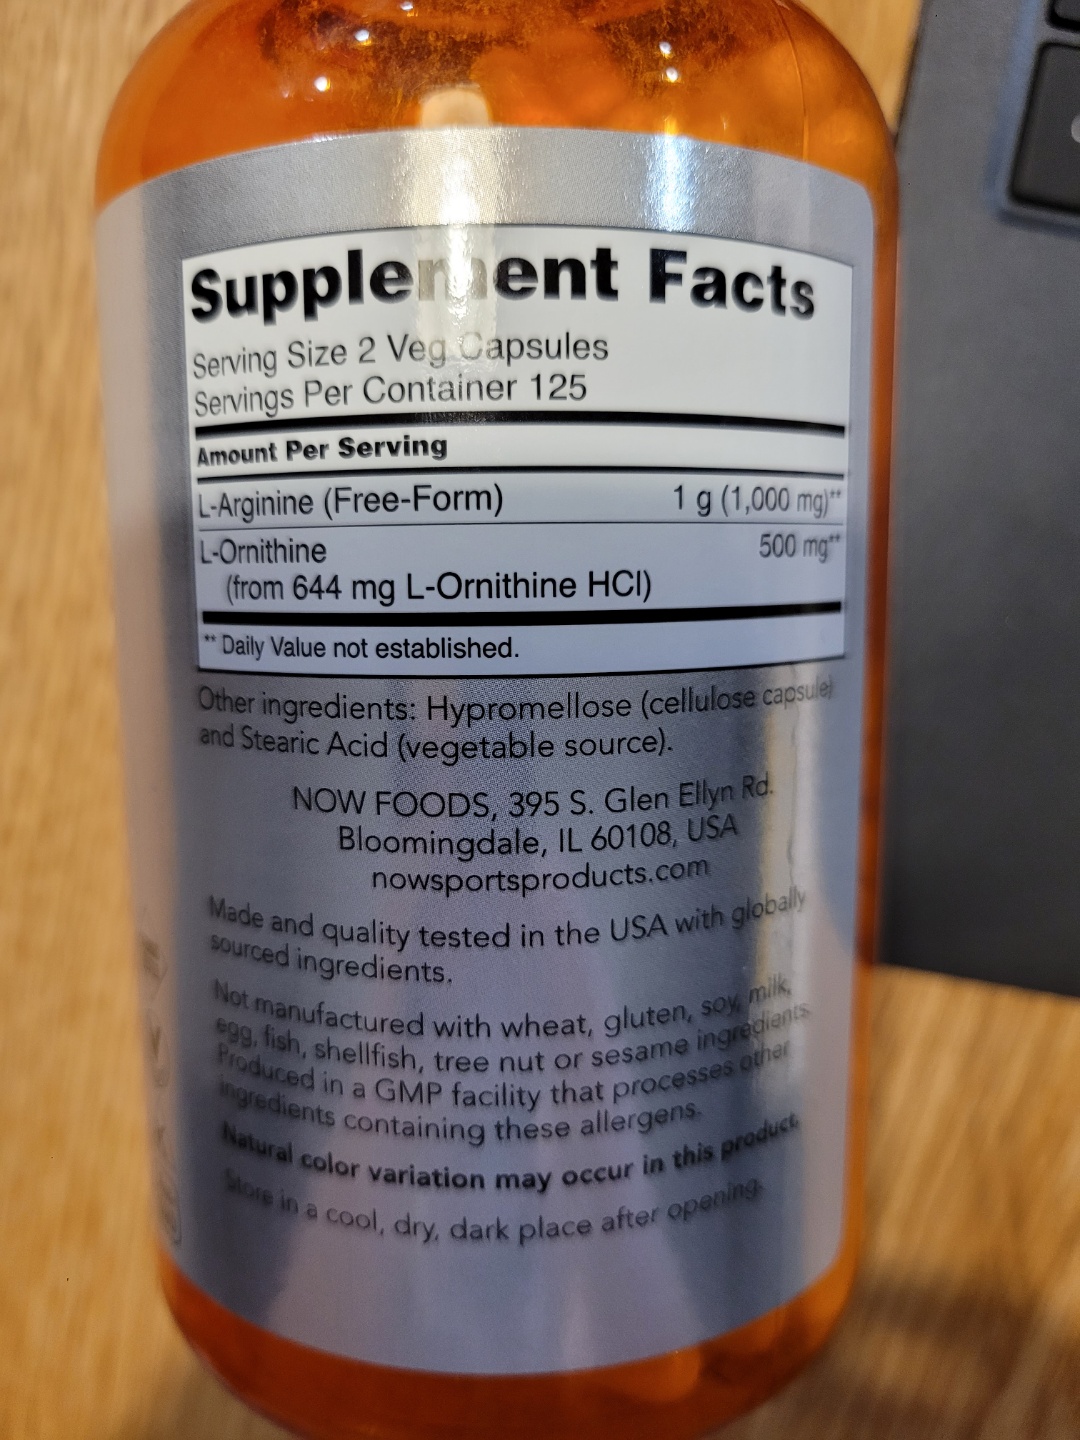 Supplement Facts
Serving Size 2 Veg Capsules
Servings Per Container 125
Amount Per Serving
L-Arginine (Free-Form) 1 g (1,000 mg)**
L-Ornithine 500 mg**
(from 644 mg L-Ornithine HCl)
** Daily Value not established.
Other ingredients: Hypromellose (cellulose capsule)
and Stearic Acid (vegetable source).
NOW FOODS, 395 S. Glen Ellyn Rd.
Bloomingdale, IL 60108, USA
nowsportsproducts.com
Made and quality tested in the USA with globally
sourced ingredients.
Not manufactured with wheat, gluten, soy, milk,
egg, fish, shellfish, tree nut or sesame ingredients.
Produced in a GMP facility that processes other
ingredients containing these allergens.
Natural color variation may occur in this product.
Store in a cool, dry, dark place after opening.